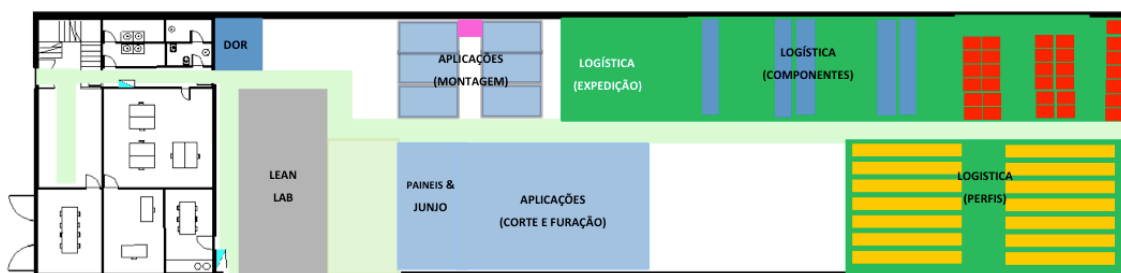 DOR
APLICAÇÕES
(MONTAGEM)
LOGÍSTICA
(EXPEDIÇÃO)
LOGÍSTICA
(COMPONENTES)
LEAN
LAB
PAINEIS &
JUNJO
APLICAÇÕES
(CORTE E FURAÇÃO)
LOGISTICA
(PERFIS)